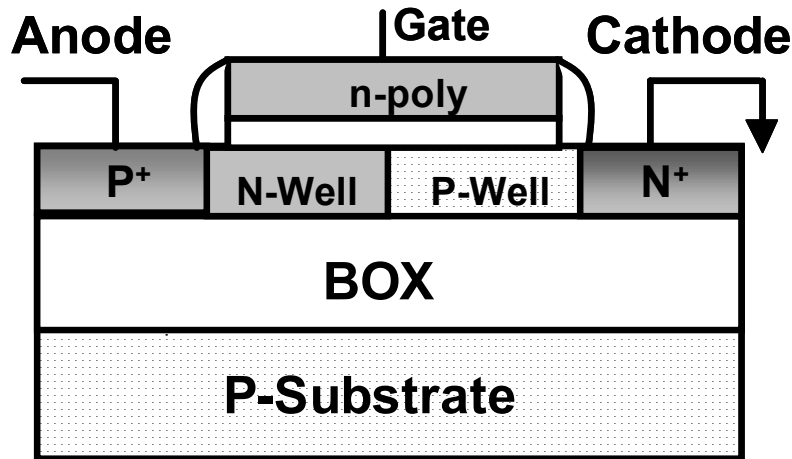 Anode
Gate
Cathode
n-poly
P+
N-Well
P-Well
N+
BOX
P-Substrate